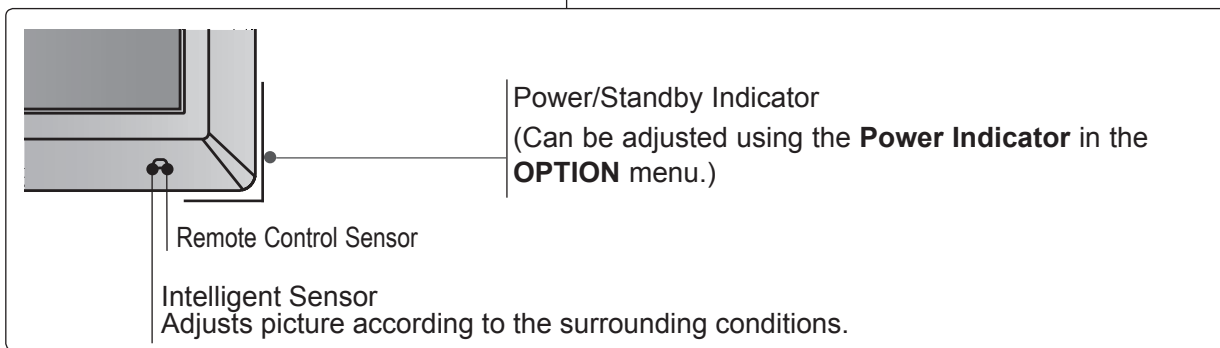 Power/Standby Indicator
(Can be adjusted using the Power Indicator in the
OPTION menu.)
Remote Control Sensor
Intelligent Sensor
Adjusts picture according to the surrounding conditions.